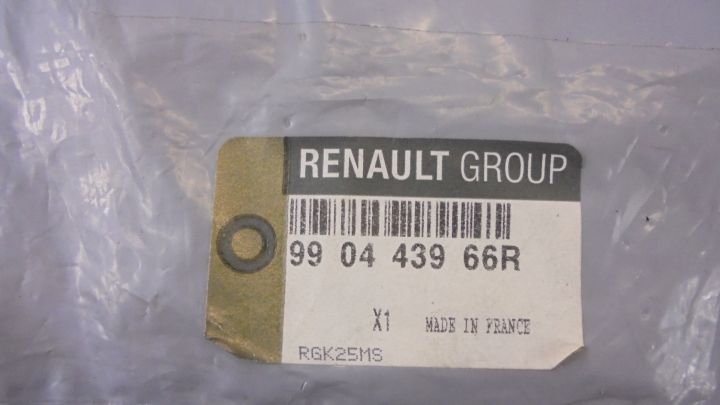 RENAULT GROUP
99 04 439 66R
X1 MADE IN FRANCE
RGK25MS